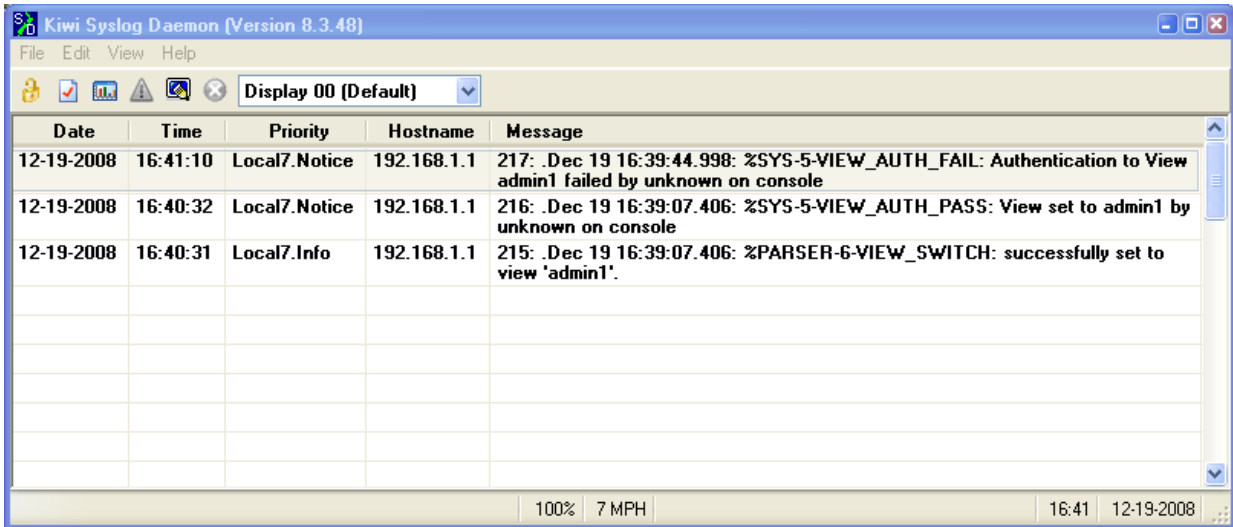 Kiwi Syslog Daemon (Version 8.3.48)
File Edit View Help
Display 00 (Default)
Date Time Priority Hostname Message
12-19-2008 16:41:10 Local7.Notice 192.168.1.1 217: .Dec 19 16:39:44.998: %SYS-5-VIEW_AUTH_FAIL: Authentication to View
admin1 failed by unknown on console
12-19-2008 16:40:32 Local7.Notice 192.168.1.1 216: .Dec 19 16:39:07.406: %SYS-5-VIEW_AUTH_PASS: View set to admin1 by
unknown on console
12-19-2008 16:40:31 Local7.Info 192.168.1.1 215: .Dec 19 16:39:07.406: %PARSER-6-VIEW_SWITCH: successfully set to
view 'admin1'.
100% 7 MPH 16:41 12-19-2008